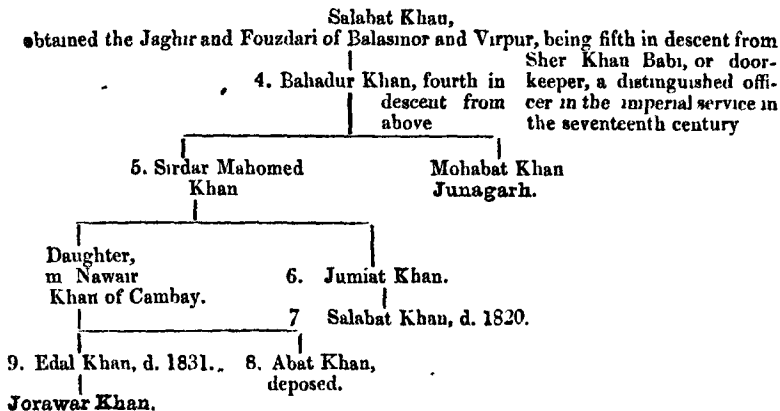 Salabat Khan,
obtained the Jaghir and Fouzdari of Balasinor and Virpur, being fifth in descent from
Sher Khan Babi, or door-
keeper, a distinguished offi-
cer in the imperial service in
the seventeenth century
4. Bahadur Khan, fourth in
descent from
above
5. Sirdar Mahomed
Khan
Mohabat Khan
Junagarh.
Daughter,
m Nawair
Khan of Cambay.
6. Jumiat Khan.
7 Salabat Khan, d. 1820.
9. Edal Khan, d. 1831.
8. Abat Khan,
deposed.
Jorawar Khan.